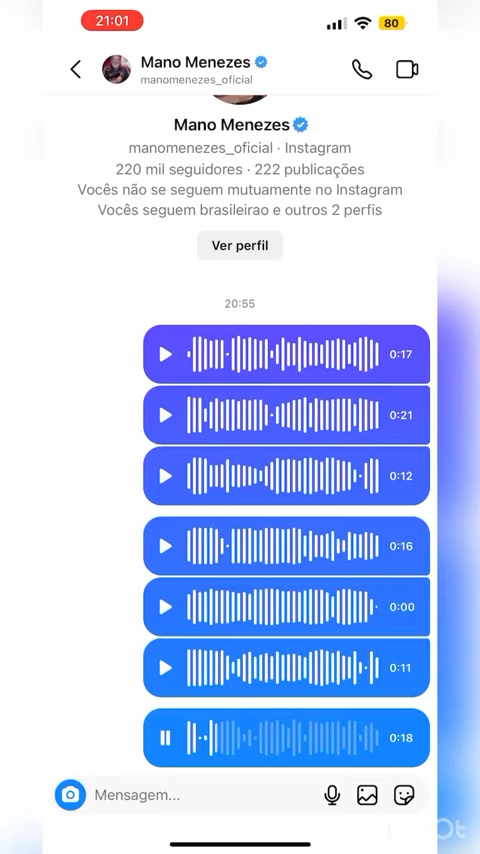 21:01
80
Mano Menezes
manomenezes_oficial
Mano Menezes
manomenezes_oficial · Instagram
220 mil seguidores · 222 publicações
Vocês não se seguem mutuamente no Instagram
Vocês seguem brasileirao e outros 2 perfis
Ver perfil
20:55
0:17
0:21
0:12
0:16
0:00
0:11
0:18
Mensagem...